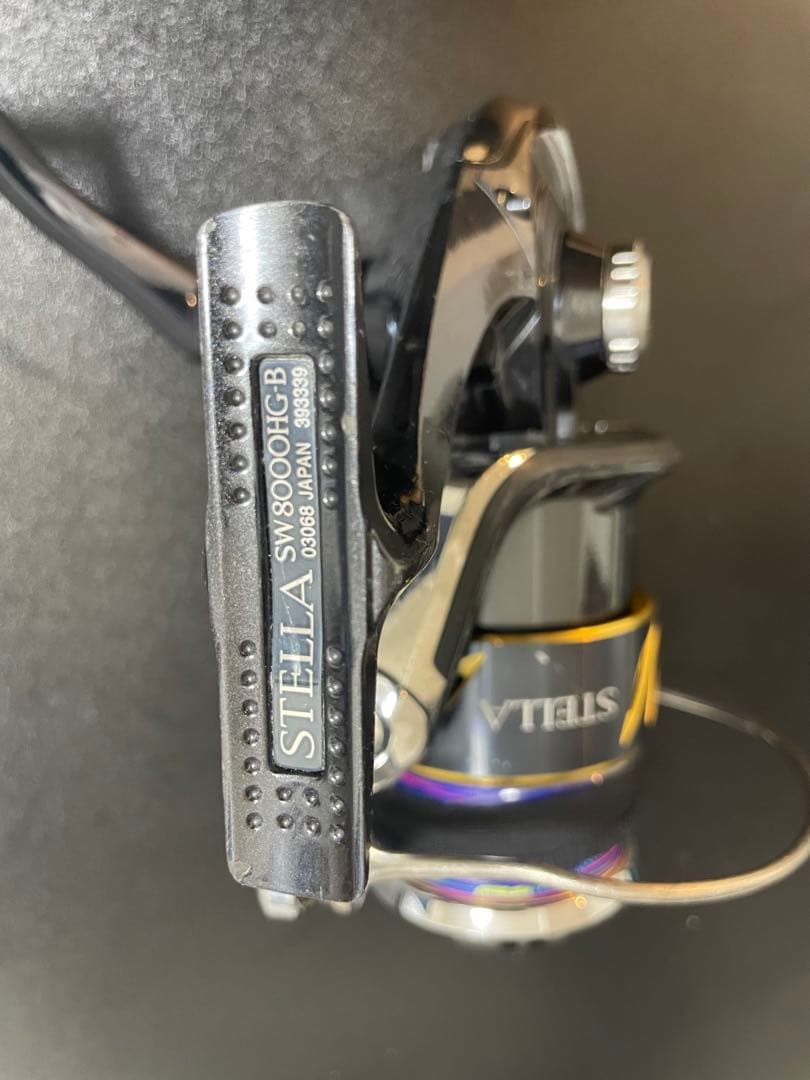 STELLA SW8000HG-B
03068 JAPAN 393339
STELLA